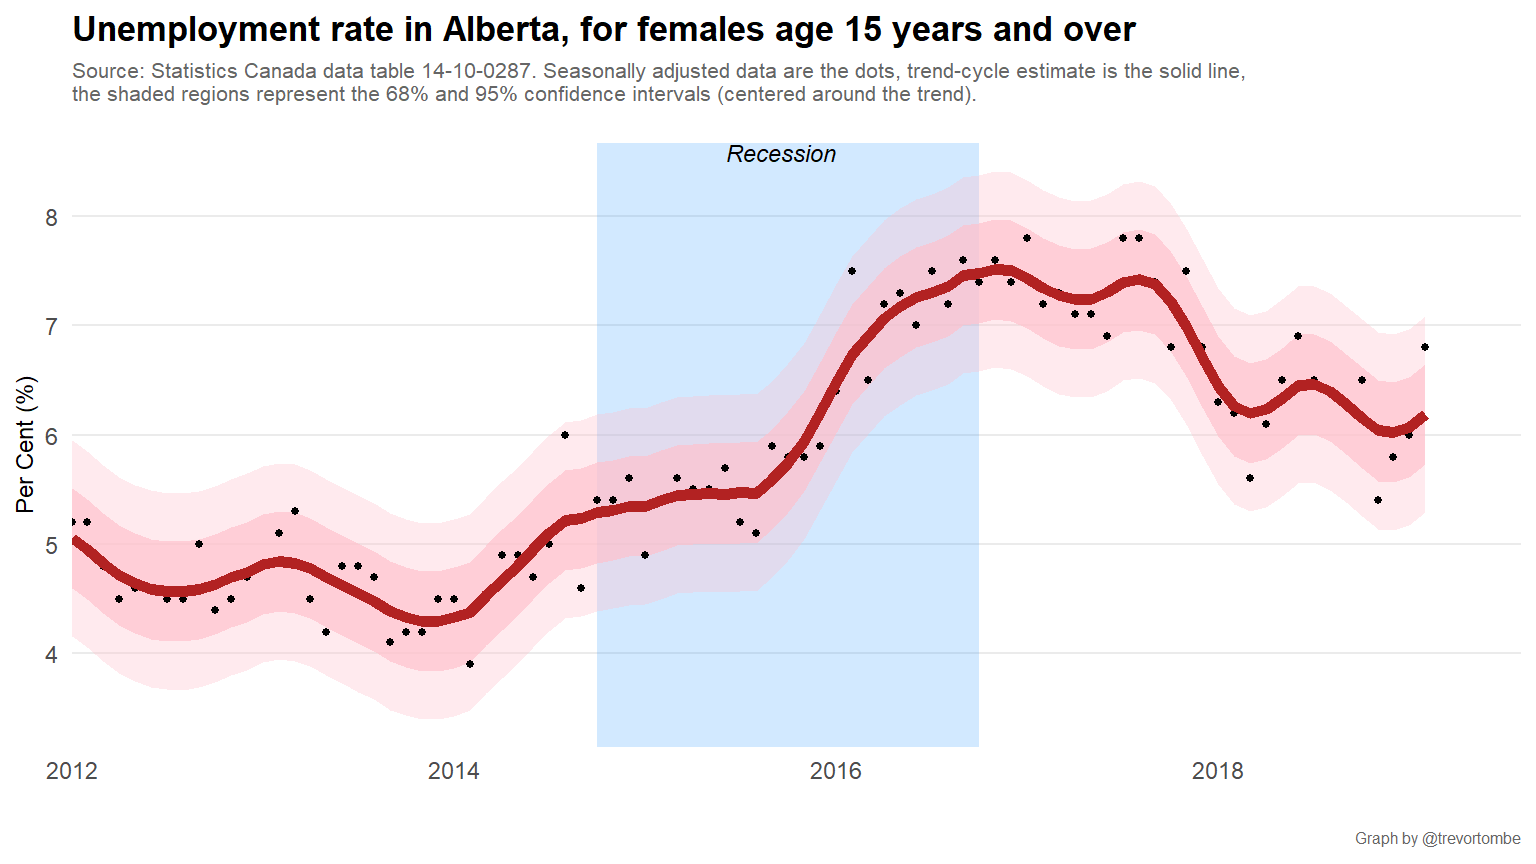 Unemployment rate in Alberta, for females age 15 years and over
Source: Statistics Canada data table 14-10-0287. Seasonally adjusted data are the dots, trend-cycle estimate is the solid line,
the shaded regions represent the 68% and 95% confidence intervals (centered around the trend).
Recession
8
7
6
5
4
Per Cent (%)
2012
2014
2016
2018
Graph by @trevortombe